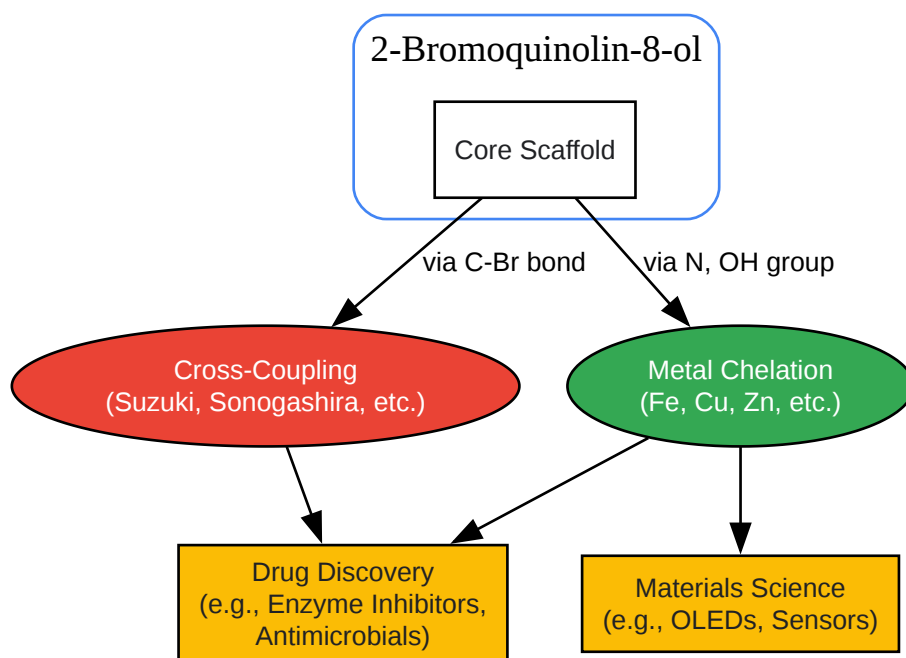 2-Bromoquinolin-8-ol
Core Scaffold
via C-Br bond
via N, OH group
Cross-Coupling
(Suzuki, Sonogashira, etc.)
Metal Chelation
(Fe, Cu, Zn, etc.)
Drug Discovery
(e.g., Enzyme Inhibitors,
Antimicrobials)
Materials Science
(e.g., OLEDs, Sensors)